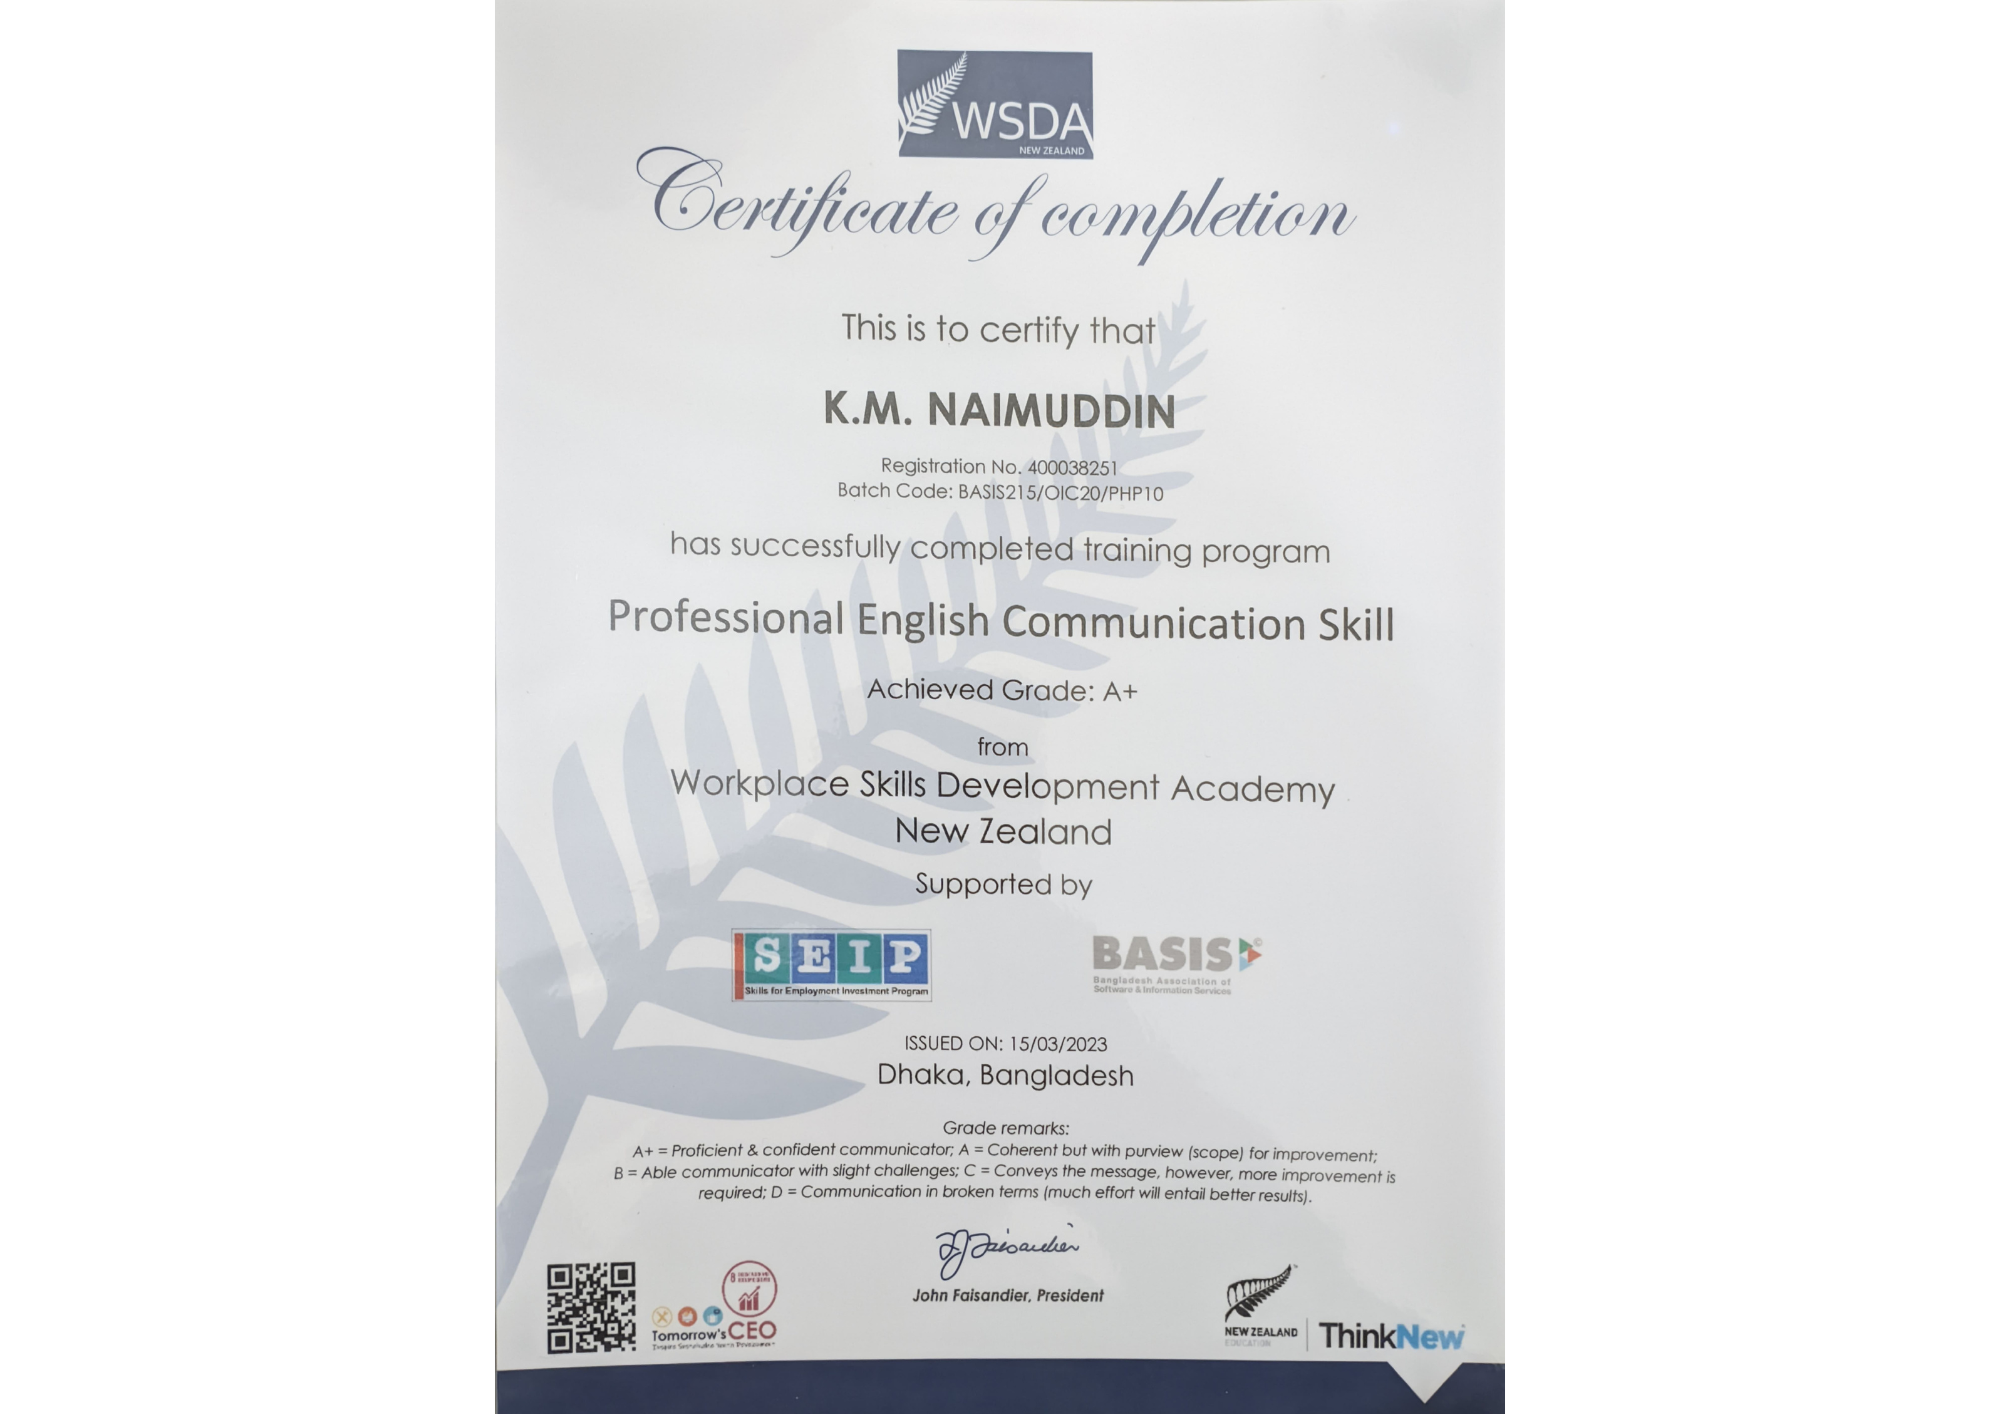 WSDA
NEW ZEALAND
Certificate of completion
This is to certify that
K.M. NAIMUDDIN
Registration No. 400038251
Batch Code: BASIS215/OIC20/PHP10
has successfully completed training program
Professional English Communication Skill
Achieved Grade: A+
from
Workplace Skills Development Academy
New Zealand
Supported by
SEIP
Skills for Employment Investment Program
BASIS
Bangladesh Association of
Software & Information Services
ISSUED ON: 15/03/2023
Dhaka, Bangladesh
Grade remarks:
A+ = Proficient & confident communicator; A = Coherent but with purview (scope) for improvement;
B = Able communicator with slight challenges; C = Conveys the message, however, more improvement is
required; D = Communication in broken terms (much effort will entail better results).
John Faisandier, President
Tomorrow's CEO
NEW ZEALAND
EDUCATION
ThinkNew